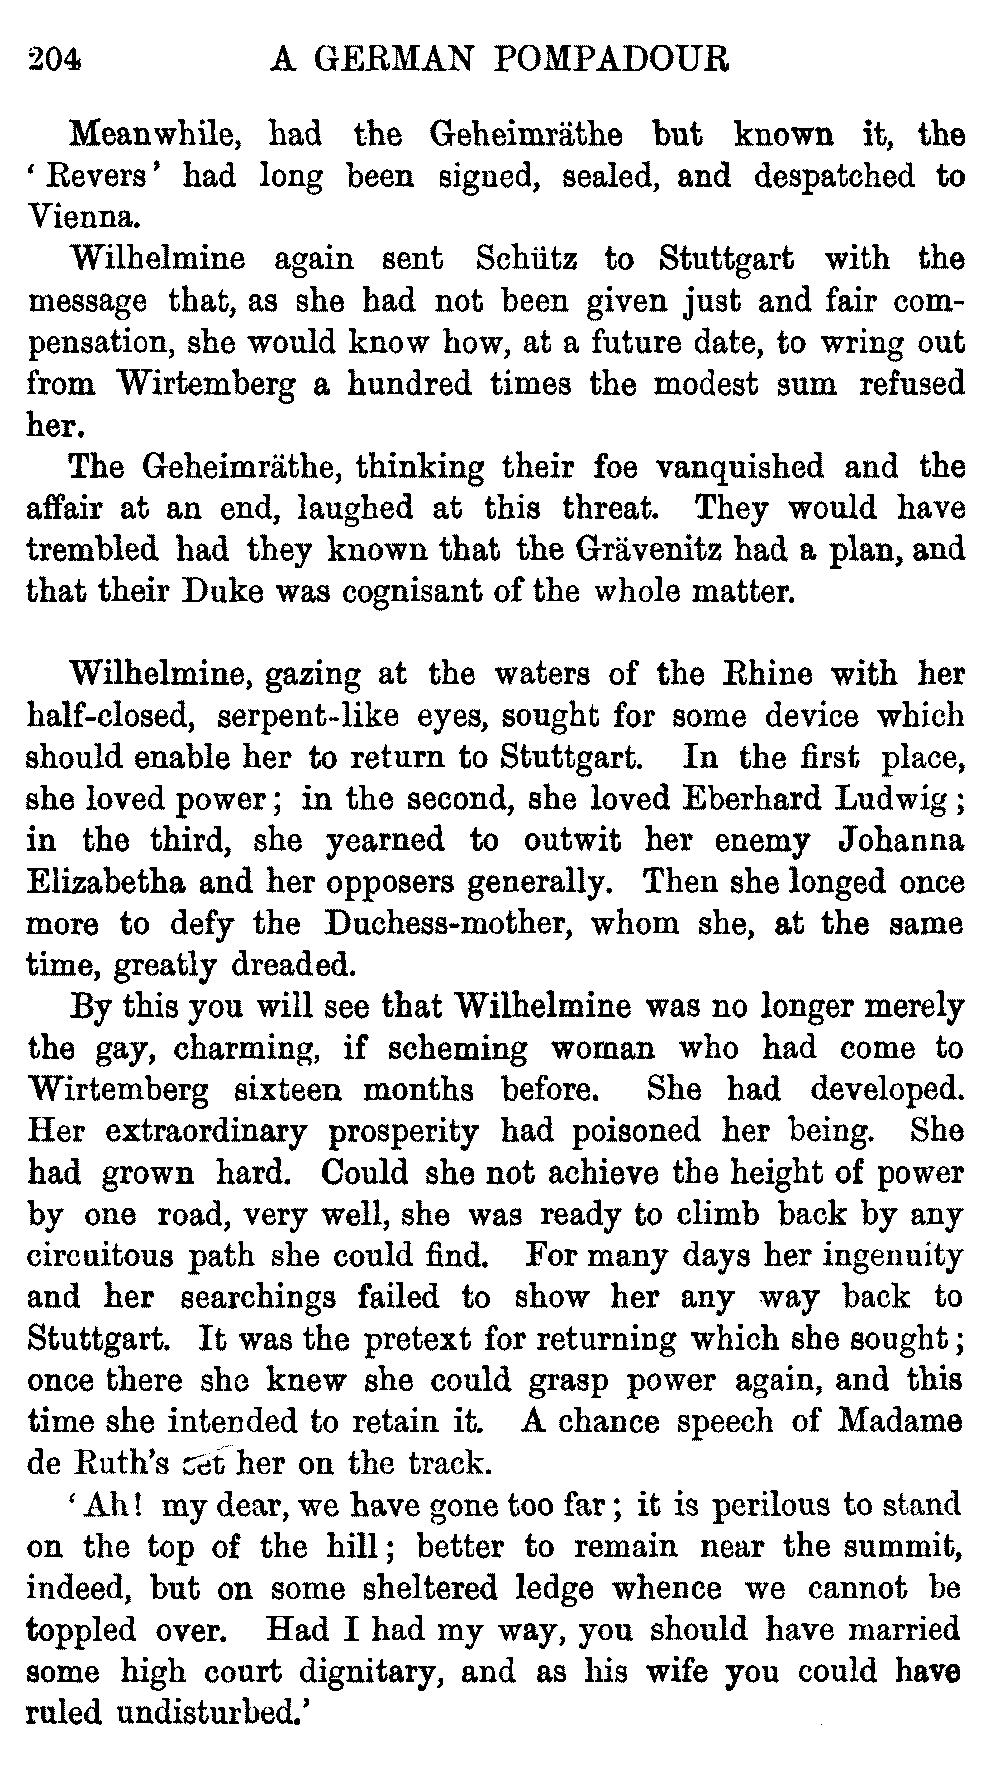 204 A GERMAN POMPADOUR
Meanwhile, had the Geheimräthe but known it, the
‘Revers’ had long been signed, sealed, and despatched to
Vienna.
Wilhelmine again sent Schütz to Stuttgart with the
message that, as she had not been given just and fair com-
pensation, she would know how, at a future date, to wring out
from Wirtemberg a hundred times the modest sum refused
her.
The Geheimräthe, thinking their foe vanquished and the
affair at an end, laughed at this threat. They would have
trembled had they known that the Grävenitz had a plan, and
that their Duke was cognisant of the whole matter.
Wilhelmine, gazing at the waters of the Rhine with her
half-closed, serpent-like eyes, sought for some device which
should enable her to return to Stuttgart. In the first place,
she loved power; in the second, she loved Eberhard Ludwig;
in the third, she yearned to outwit her enemy Johanna
Elizabetha and her opposers generally. Then she longed once
more to defy the Duchess-mother, whom she, at the same
time, greatly dreaded.
By this you will see that Wilhelmine was no longer merely
the gay, charming, if scheming woman who had come to
Wirtemberg sixteen months before. She had developed.
Her extraordinary prosperity had poisoned her being. She
had grown hard. Could she not achieve the height of power
by one road, very well, she was ready to climb back by any
circuitous path she could find. For many days her ingenuity
and her searchings failed to show her any way back to
Stuttgart. It was the pretext for returning which she sought;
once there she knew she could grasp power again, and this
time she intended to retain it. A chance speech of Madame
de Ruth's set her on the track.
‘Ah! my dear, we have gone too far; it is perilous to stand
on the top of the hill; better to remain near the summit,
indeed, but on some sheltered ledge whence we cannot be
toppled over. Had I had my way, you should have married
some high court dignitary, and as his wife you could have
ruled undisturbed.’